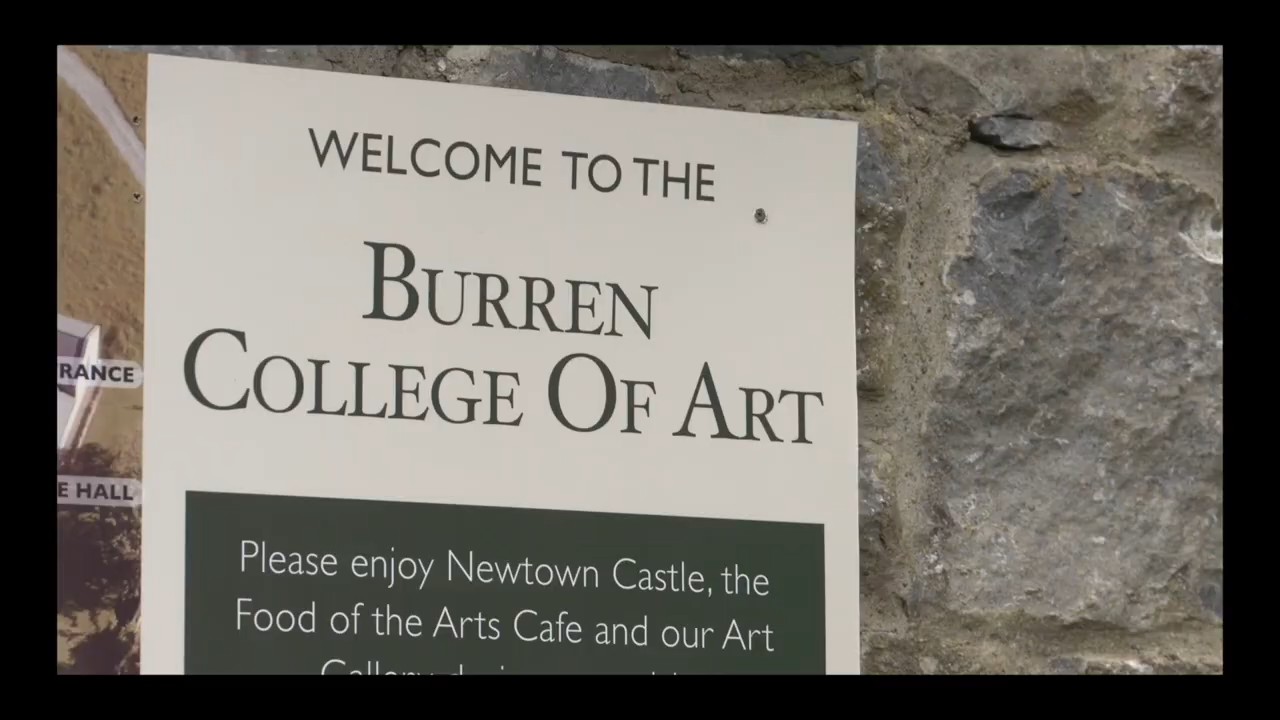 WELCOME TO THE
BURREN
COLLEGE OF ART
RANCE
E HALL
Please enjoy Newtown Castle, the
Food of the Arts Cafe and our Art
Gallery